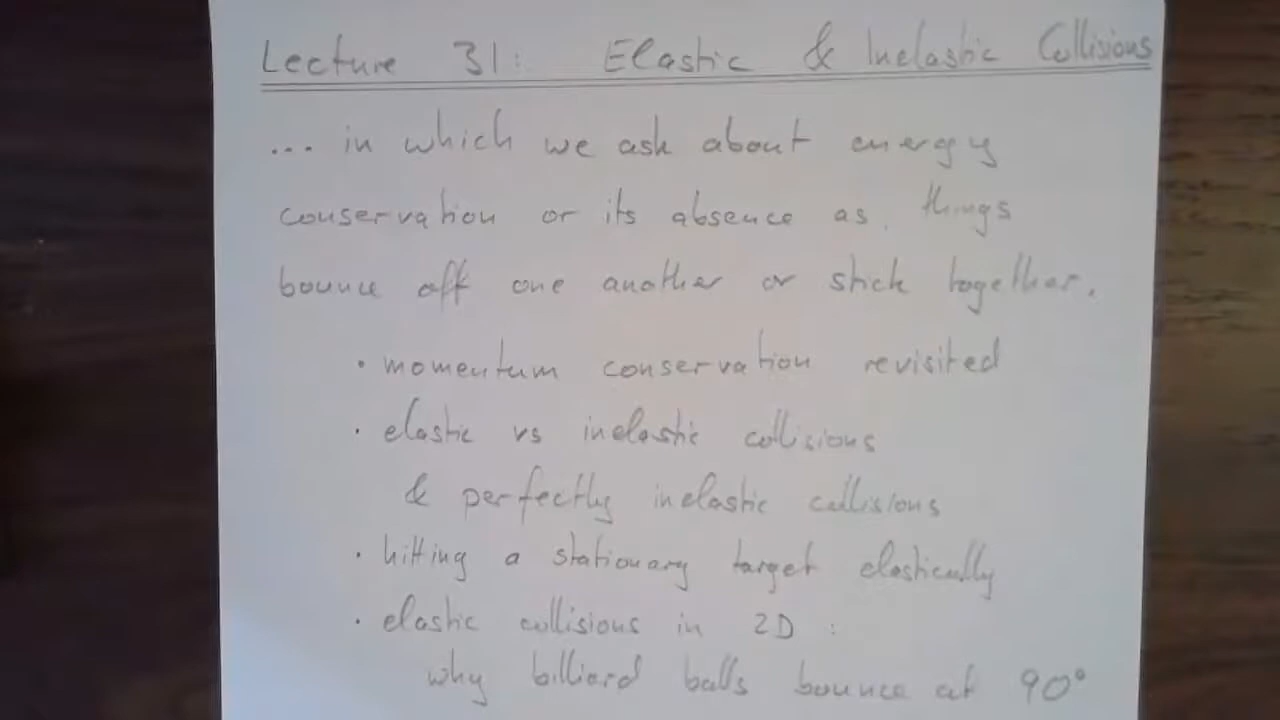 Lecture 31: Elastic & Inelastic Collisions
... in which we ask about energy
conservation or its absence as things
bounce off one another or stick together.
· momentum conservation revisited
· elastic vs inelastic collisions
& perfectly inelastic collisions
· hitting a stationary target elastically
· elastic collisions in 2D :
why billiard balls bounce at 90°